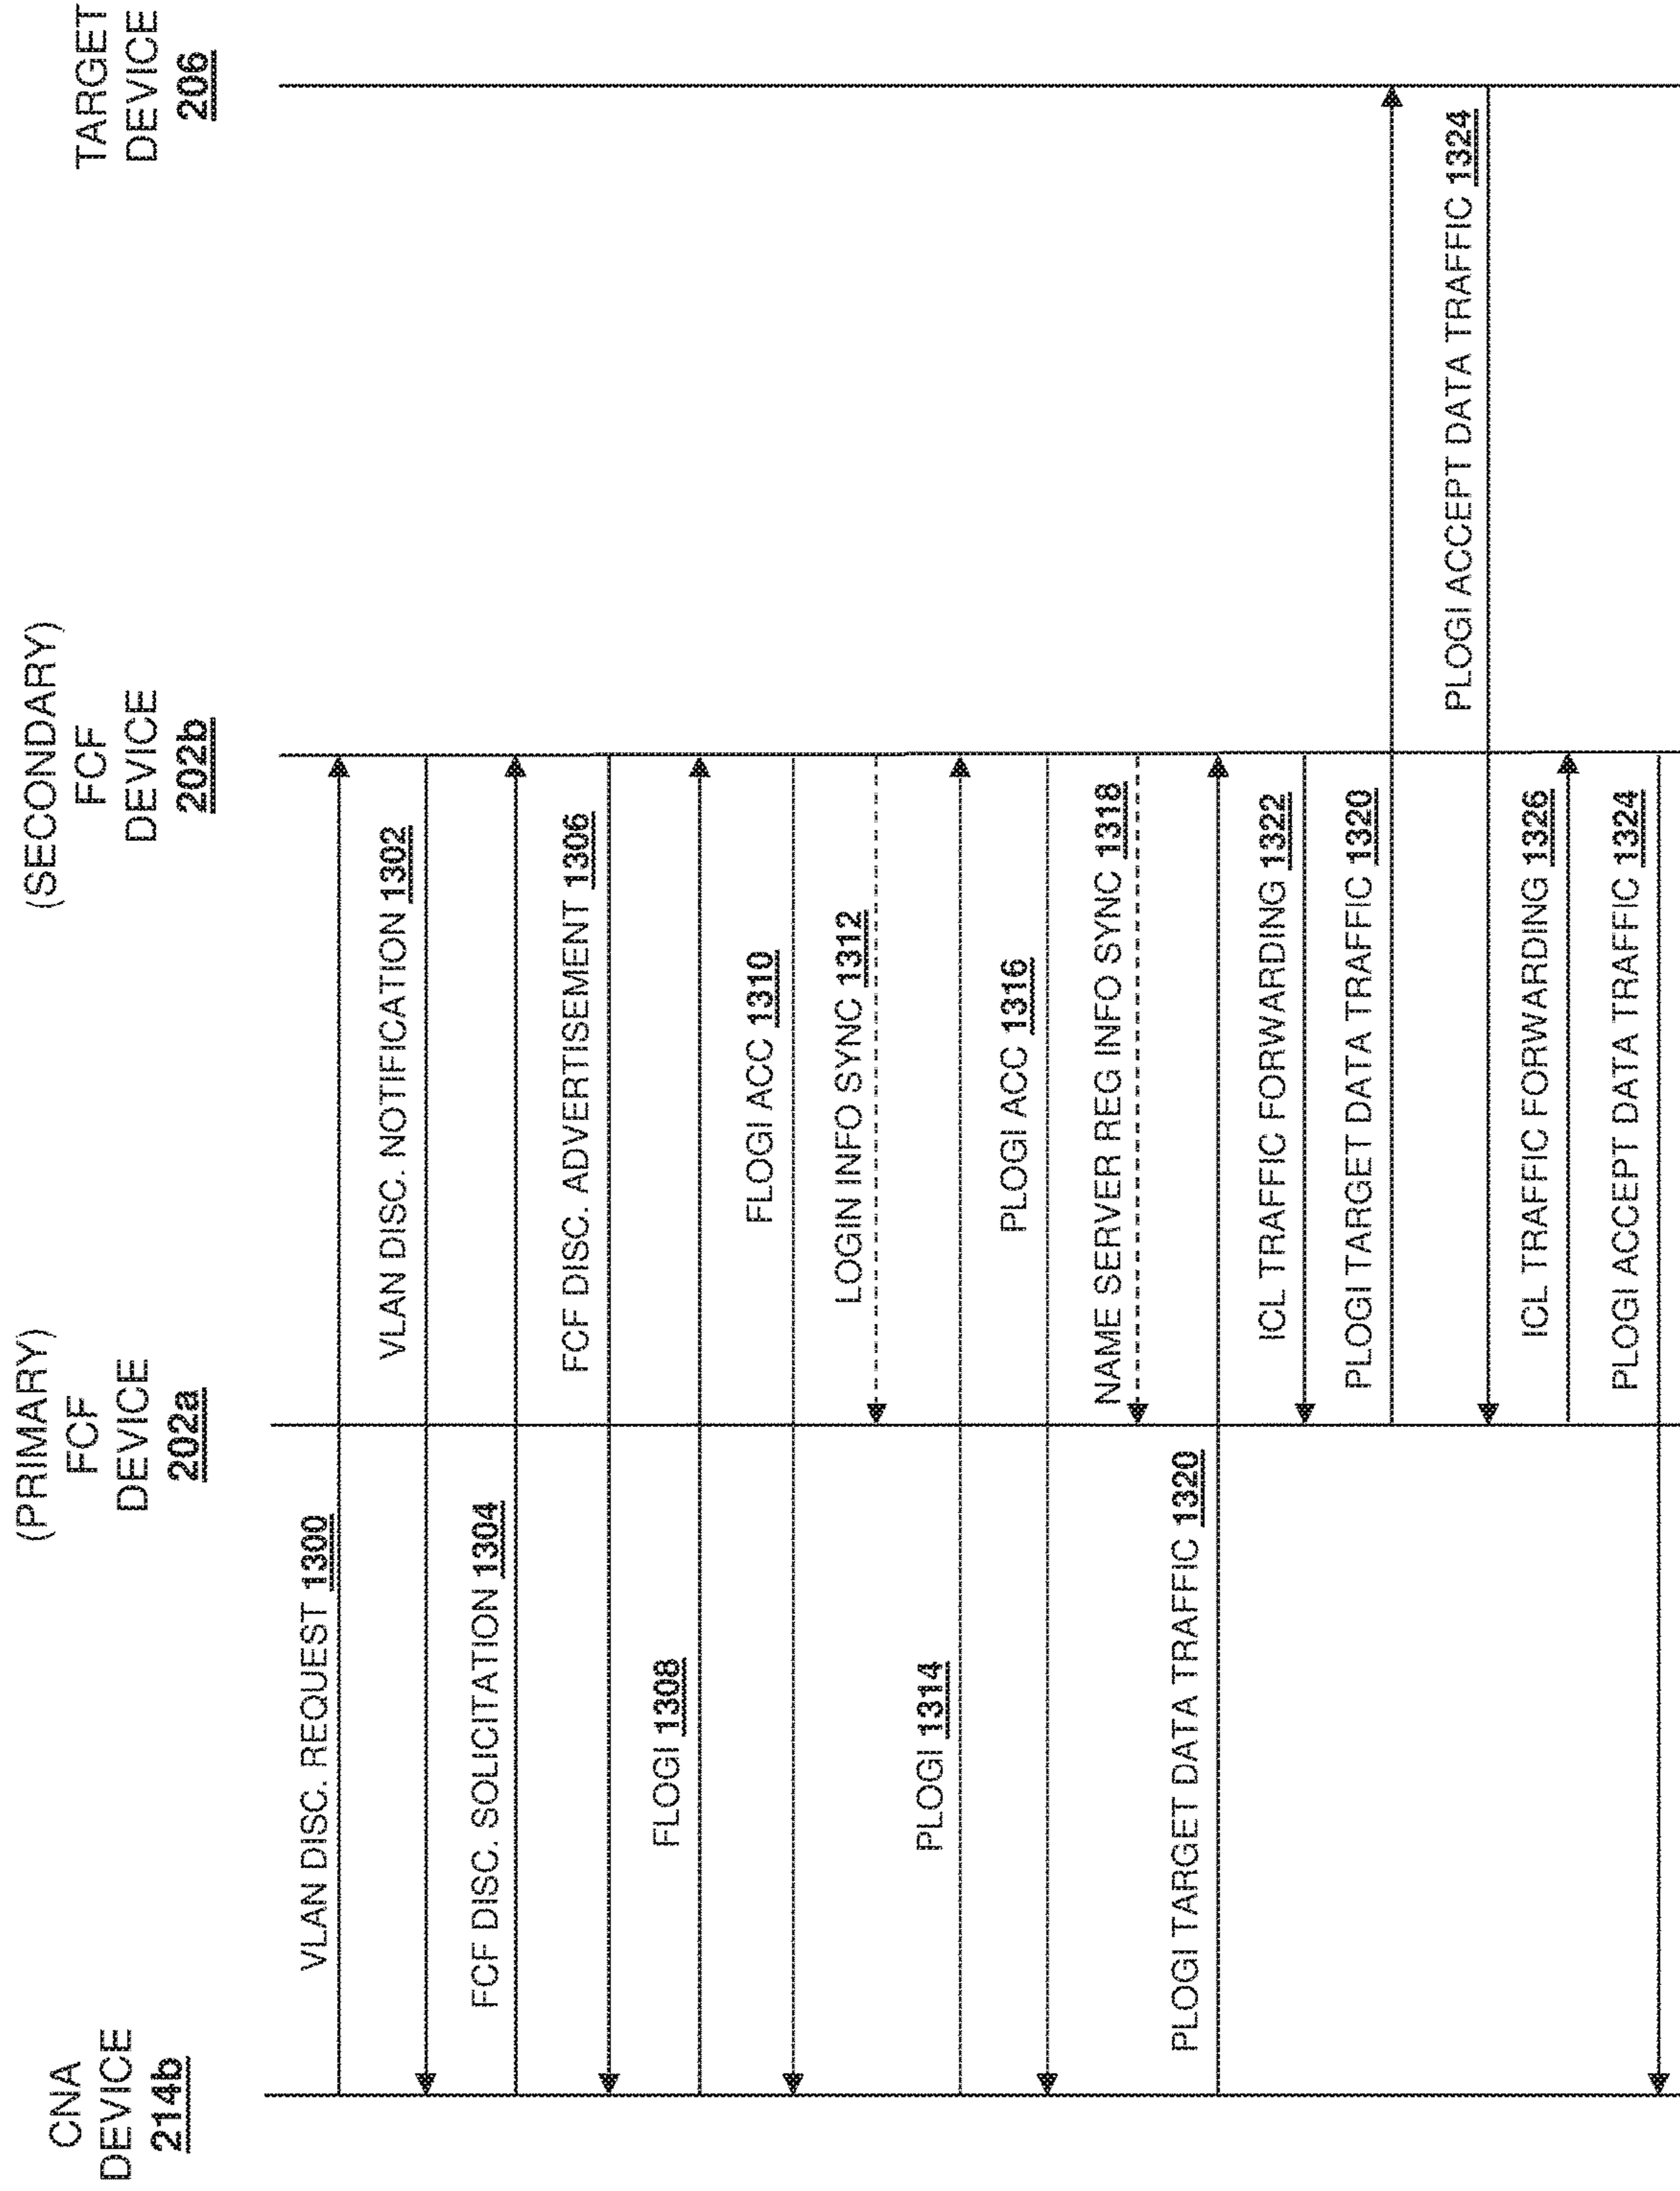 CNA
DEVICE
214b
(PRIMARY)
FCF
DEVICE
202a
(SECONDARY)
FCF
DEVICE
202b
TARGET
DEVICE
206
VLAN DISC. REQUEST 1300
VLAN DISC. NOTIFICATION 1302
FCF DISC. SOLICITATION 1304
FCF DISC. ADVERTISEMENT 1306
FLOGI 1308
FLOGI ACC 1310
LOGIN INFO SYNC 1312
PLOGI 1314
PLOGI ACC 1316
NAME SERVER REG INFO SYNC 1318
PLOGI TARGET DATA TRAFFIC 1320
ICL TRAFFIC FORWARDING 1322
PLOGI TARGET DATA TRAFFIC 1320
PLOGI ACCEPT DATA TRAFFIC 1324
ICL TRAFFIC FORWARDING 1326
PLOGI ACCEPT DATA TRAFFIC 1324